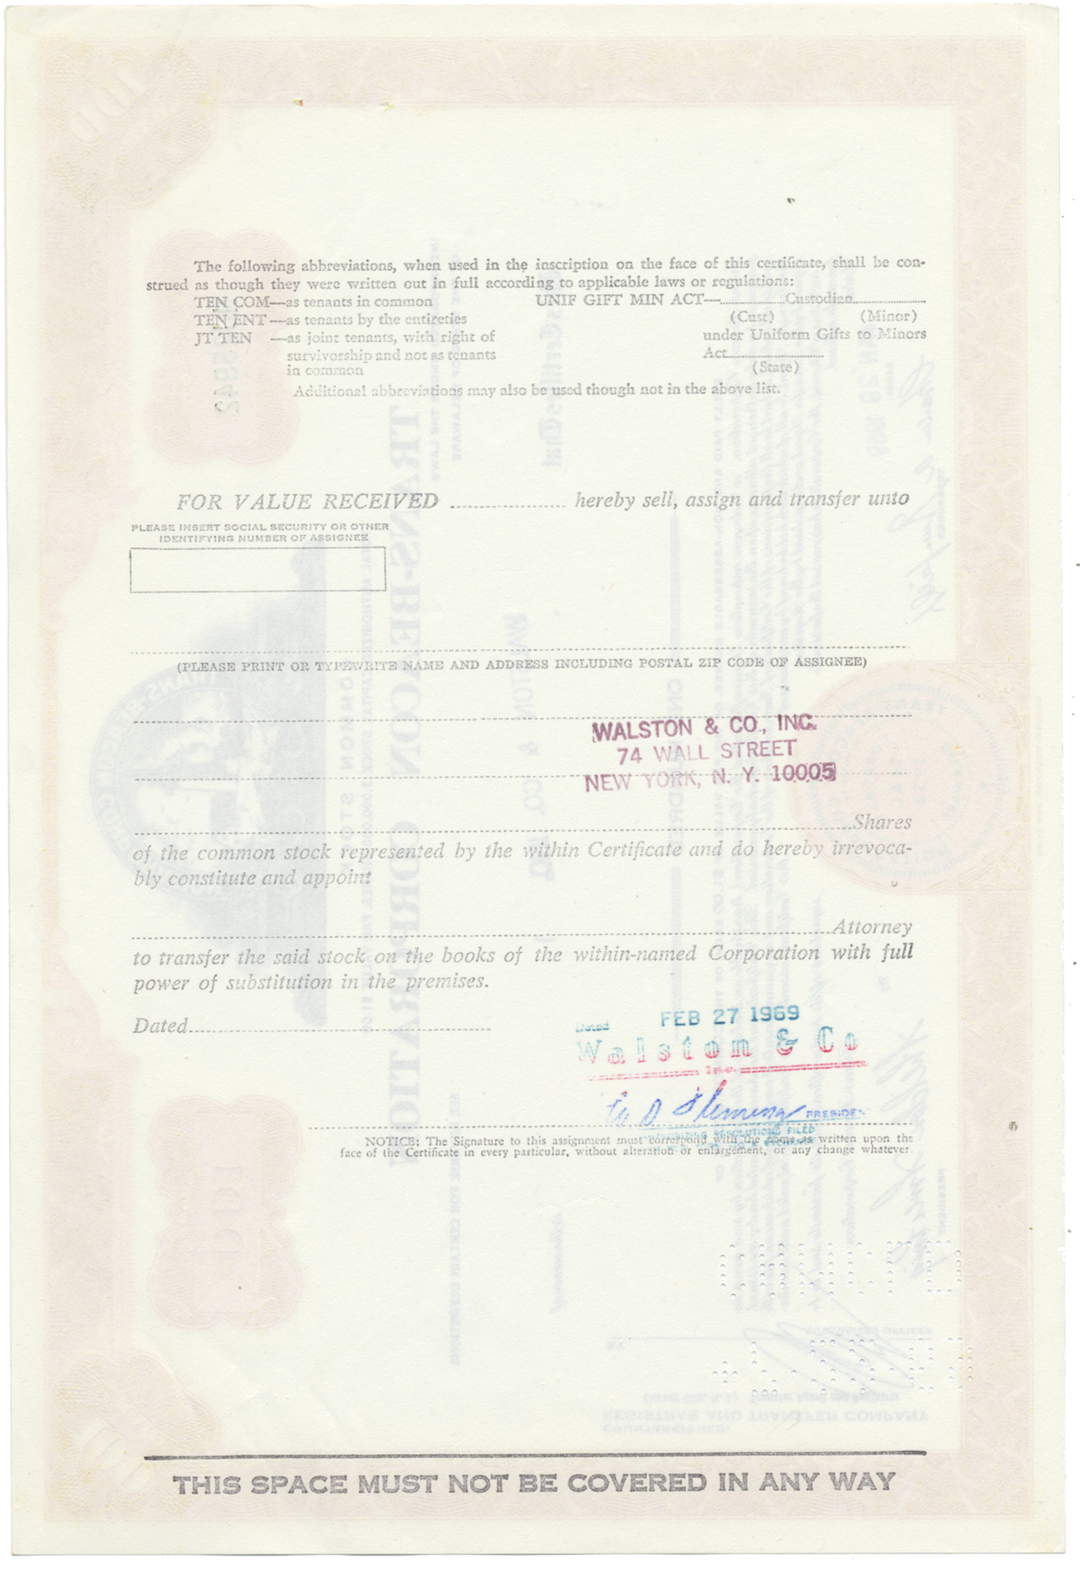 The following abbreviations, when used in the inscription on the face of this certificate, shall be con-
strued as though they were written out in full according to applicable laws or regulations:
TEN COM—as tenants in common
TEN ENT—as tenants by the entireties
JT TEN —as joint tenants, with right of
survivorship and not as tenants
in common
UNIF GIFT MIN ACT—..............Custodian..............
(Cust) (Minor)
under Uniform Gifts to Minors
Act......................
(State)
Additional abbreviations may also be used though not in the above list.
FOR VALUE RECEIVED .................. hereby sell, assign and transfer unto
PLEASE INSERT SOCIAL SECURITY OR OTHER
IDENTIFYING NUMBER OF ASSIGNEE
(PLEASE PRINT OR TYPEWRITE NAME AND ADDRESS INCLUDING POSTAL ZIP CODE OF ASSIGNEE)
WALSTON & CO., INC.
74 WALL STREET
NEW YORK, N. Y. 10005
Shares
of the common stock represented by the within Certificate and do hereby irrevoca-
bly constitute and appoint
Attorney
to transfer the said stock on the books of the within-named Corporation with full
power of substitution in the premises.
Dated
Dated FEB 27 1969
Walston & Co
Inc.
PRESIDEN
NOTICE: The Signature to this assignment must correspond with the name as written upon the
face of the Certificate in every particular, without alteration or enlargement, or any change whatever.
THIS SPACE MUST NOT BE COVERED IN ANY WAY